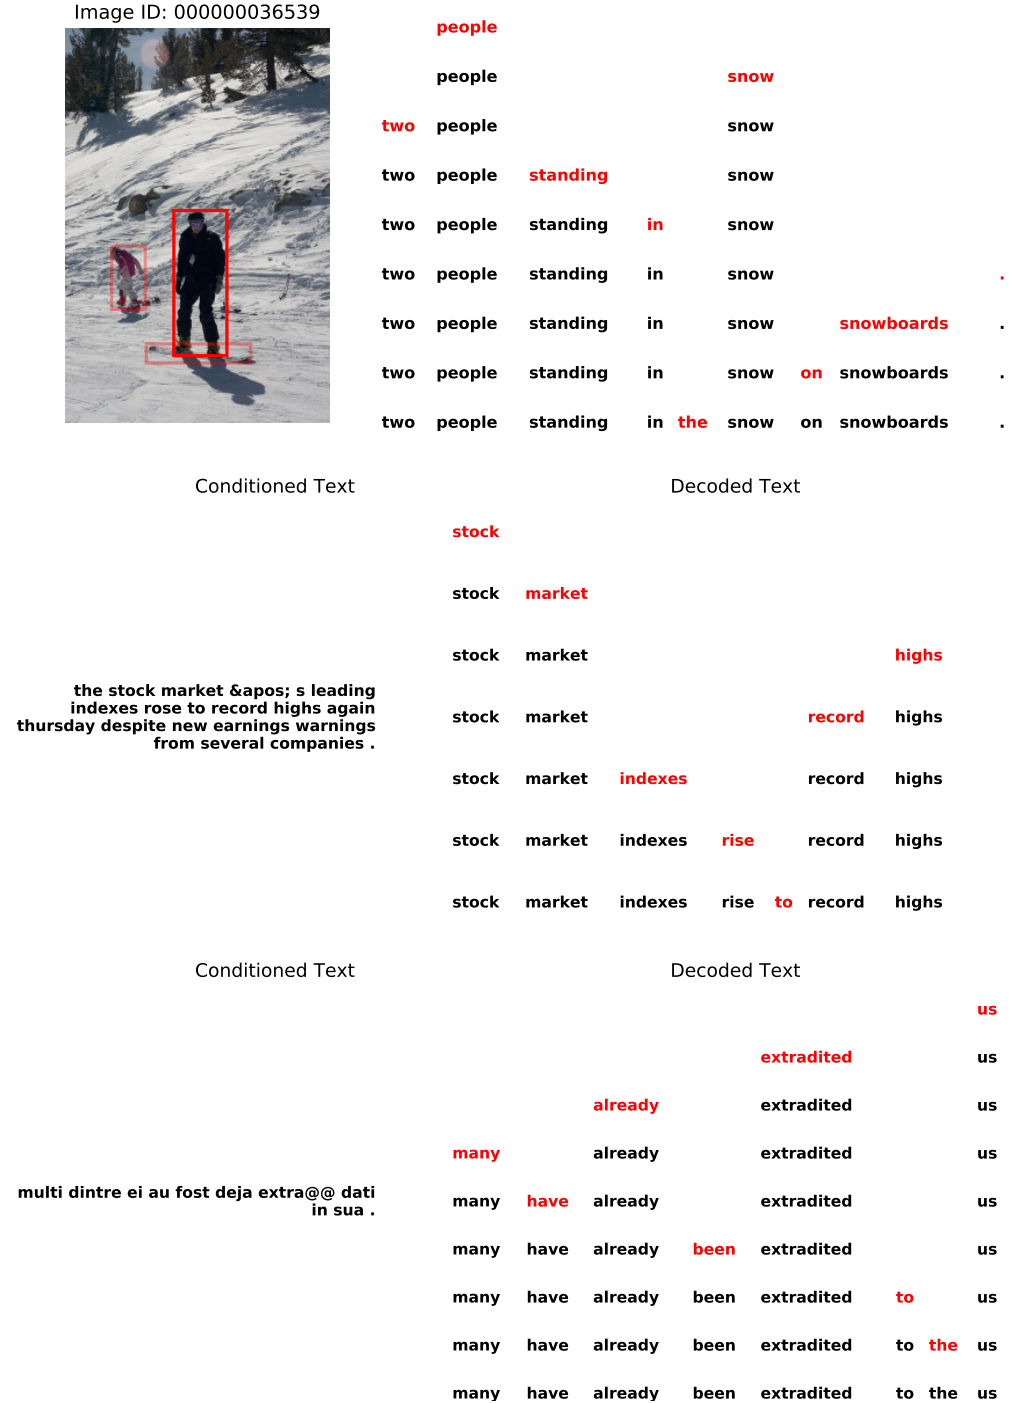 Image ID: 000000036539
people
people snow
two people snow
two people standing snow
two people standing in snow
two people standing in snow .
two people standing in snow snowboards .
two people standing in snow on snowboards .
two people standing in the snow on snowboards .
Conditioned Text Decoded Text
stock
stock market
stock market highs
the stock market &apos; s leading
indexes rose to record highs again
thursday despite new earnings warnings
from several companies .
stock market record highs
stock market indexes record highs
stock market indexes rise record highs
stock market indexes rise to record highs
Conditioned Text Decoded Text
us
extradited us
already extradited us
many already extradited us
multi dintre ei au fost deja extra@@ dati
in sua .
many have already extradited us
many have already been extradited us
many have already been extradited to us
many have already been extradited to the us
many have already been extradited to the us